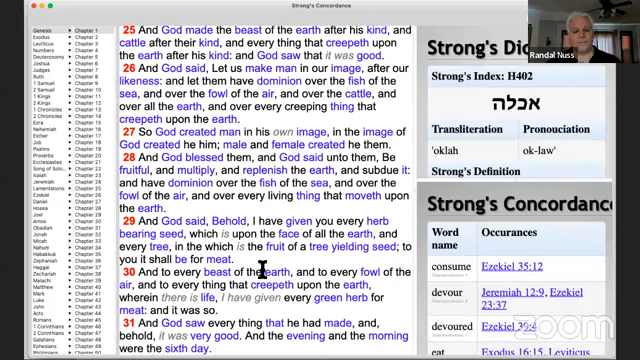 Strong's Concordance
Genesis
Exodus
Leviticus
Numbers
Deuteronomy
Joshua
Judges
Ruth
1 Samuel
2 Samuel
1 Kings
2 Kings
1 Chronicles
2 Chronicles
Ezra
Nehemiah
Esther
Job
Psalms
Proverbs
Ecclesiastes
Song of Solo...
Isaiah
Jeremiah
Lamentations
Ezekiel
Daniel
Hosea
Joel
Amos
Obadiah
Jonah
Micah
Nahum
Habakkuk
Zephaniah
Haggai
Zechariah
Malachi
Matthew
Mark
Luke
John
Acts
Romans
1 Corinthians
2 Corinthians
Galatians
Chapter 1
Chapter 2
Chapter 3
Chapter 4
Chapter 5
Chapter 6
Chapter 7
Chapter 8
Chapter 9
Chapter 10
Chapter 11
Chapter 12
Chapter 13
Chapter 14
Chapter 15
Chapter 16
Chapter 17
Chapter 18
Chapter 19
Chapter 20
Chapter 21
Chapter 22
Chapter 23
Chapter 24
Chapter 25
Chapter 26
Chapter 27
Chapter 28
Chapter 29
Chapter 30
Chapter 31
Chapter 32
Chapter 33
Chapter 34
Chapter 35
Chapter 36
Chapter 37
Chapter 38
Chapter 39
Chapter 40
Chapter 41
Chapter 42
Chapter 43
Chapter 44
Chapter 45
Chapter 46
Chapter 47
Chapter 48
25 And God made the beast of the earth after his kind, and
cattle after their kind, and every thing that creepeth upon
the earth after his kind: and God saw that it was good.
26 And God said, Let us make man in our image, after our
likeness: and let them have dominion over the fish of the
sea, and over the fowl of the air, and over the cattle, and
over all the earth, and over every creeping thing that
creepeth upon the earth.
27 So God created man in his own image, in the image of
God created he him; male and female created he them.
28 And God blessed them, and God said unto them, Be
fruitful, and multiply, and replenish the earth, and subdue it:
and have dominion over the fish of the sea, and over the
fowl of the air, and over every living thing that moveth upon
the earth.
29 And God said, Behold, I have given you every herb
bearing seed, which is upon the face of all the earth, and
every tree, in the which is the fruit of a tree yielding seed; to
you it shall be for meat.
30 And to every beast of the earth, and to every fowl of the
air, and to every thing that creepeth upon the earth,
wherein there is life, I have given every green herb for
meat: and it was so.
31 And God saw every thing that he had made, and,
behold, it was very good. And the evening and the morning
were the sixth day.
Strong's Dic
Strong's Index: H402
אכלה
Transliteration
Pronouciation
'oklah
ok-law'
Strong's Definition
Strong's Concordanc
Word
name
Occurances
consume
Ezekiel 35:12
devour
Jeremiah 12:9, Ezekiel
23:37
devoured
Ezekiel 39:4
eat
Ezekiel 16:15, Leviticus
Randal Nuss
zoom